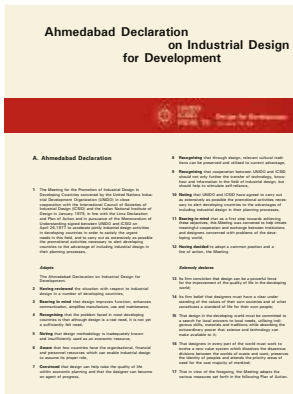 Ahmedabad Declaration
on Industrial Design
for Development
A. Ahmedabad Declaration
1 The Meeting for the Promotion of Industrial Design in
Developing Countries convened by the United Nations Indus-
trial Development Organisation (UNIDO) in close
cooperation with the International Council of Societies of
Industrial Design (ICSID) and the Indian National Institute of
Design in January 1979, in line with the Lima Declaration
and Plan of Action and in pursuance of the Memorandum of
Understanding signed between UNIDO and ICSID on
April 26,1977 to accelerate jointly industrial design activities
in developing countries in order to satisfy the urgent
needs in this field, and to carry out as extensively as possible
the promotional activities necessary to alert developing
countries to the advantage of including industrial design in
their planning processes,
Adopts
The Ahmedabad Declaration on Industrial Design for
Development;
2 Having reviewed the situation with respect to industrial
design in a number of developing countries,
3 Bearing in mind that design improves function, enhances
communication, simplifies manufacture, use and maintenance,
4 Recognising that the problem faced in most developing
countries is that although design is a real need, it is not yet
a sufficiently felt need,
5 Noting that design methodology is inadequately known
and insufficiently used as an economic resource,
6 Aware that few countries have the organisational, financial
and personnel resources which can enable industrial design
to assume its proper role,
7 Convinced that design can help raise the quality of life
within economic planning and that the designer can become
an agent of progress,
8 Recognising that through design, relevant cultural tradi-
tions can be preserved and utilised to current advantage,
9 Recognising that cooperation between UNIDO and ICSID
should not only further the transfer of technology, know-
how and information in the field of industrial design, but
should help to stimulate self-reliance,
10 Noting that UNIDO and ICSID have agreed to carry out
as extensively as possible the promotional activities neces-
sary to alert developing countries to the advantages of
including industrial design in their planning processes,
11 Bearing in mind that as a first step towards achieving
these objectives, this Meeting was convened to help initiate
meaningful cooperation and exchange between institutions
and designers concerned with problems of the deve-
loping world,
12 Having decided to adopt a common position and a
line of action, the Meeting,
Solemnly declares
13 Its firm conviction that design can be a powerful force
for the improvement of the quality of life in the developing
world;
14 Its firm belief that designers must have a clear under-
standing of the values of their own societies and of what
constitutes a standard of life for their own people;
15 That design in the developing world must be committed to
a search for local answers to local needs, utilising indi-
genous skills, materials and traditions while absorbing the
extraordinary power that science and technology can
make available to it;
16 That designers in every part of the world must work to
evolve a new value system which dissolves the disastrous
divisions between the worlds of waste and want, preserves
the identity of peoples and attends the priority areas of
need for the vast majority of mankind;
17 That in view of the foregoing, the Meeting adopts the
various measures set forth in the following Plan of Action.